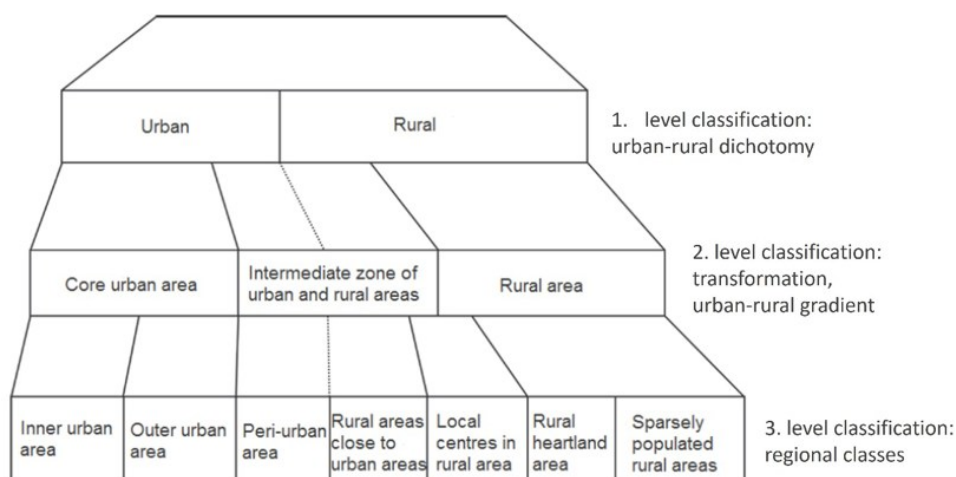 Urban
Rural
1. level classification:
urban-rural dichotomy
Core urban area
Intermediate zone of
urban and rural areas
Rural area
2. level classification:
transformation,
urban-rural gradient
Inner urban
area
Outer urban
area
Peri-urban
area
Rural areas
close to
urban areas
Local
centres in
rural area
Rural
heartland
area
Sparsely
populated
rural areas
3. level classification:
regional classes